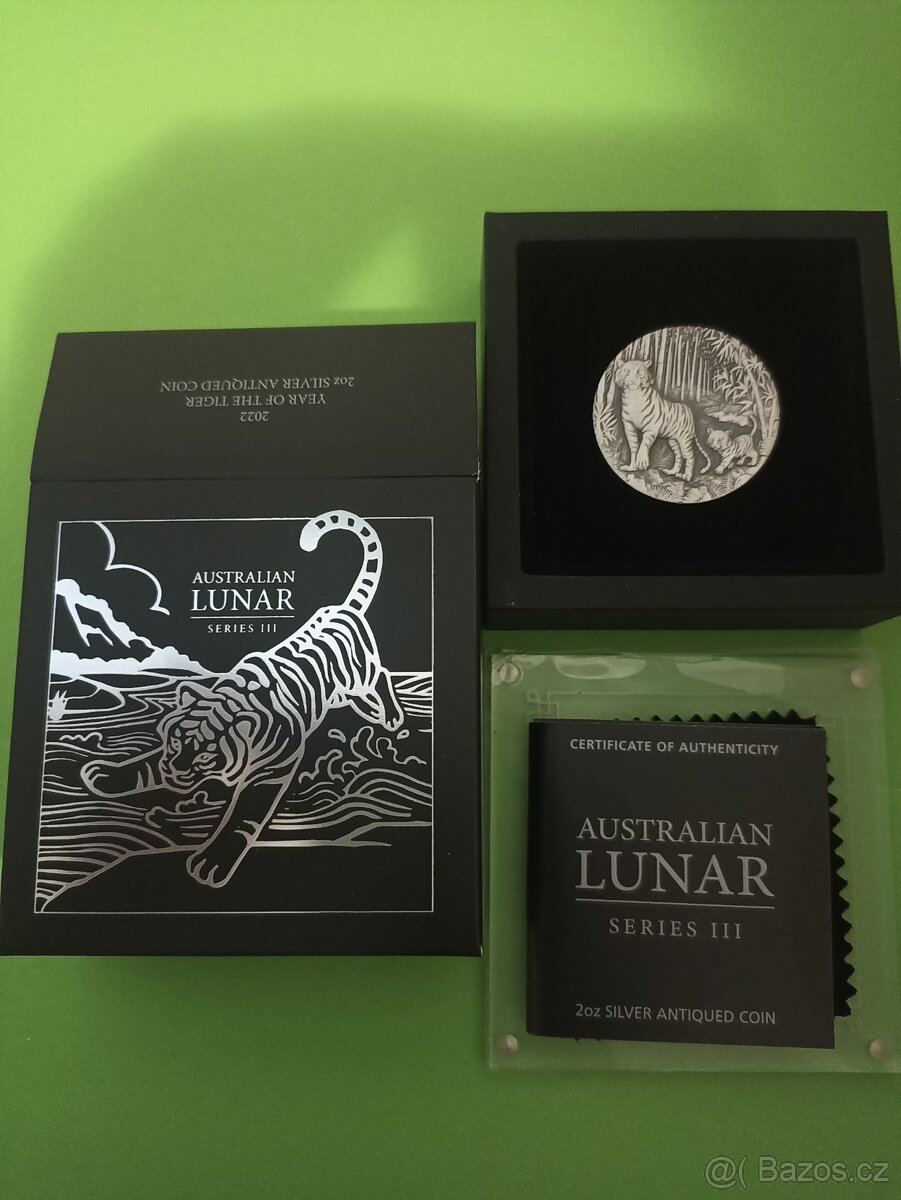 2022
YEAR OF THE TIGER
2oz SILVER ANTIQUED COIN
AUSTRALIAN
LUNAR
SERIES III
CERTIFICATE OF AUTHENTICITY
AUSTRALIAN
LUNAR
SERIES III
2oz SILVER ANTIQUED COIN
@( Bazos.cz